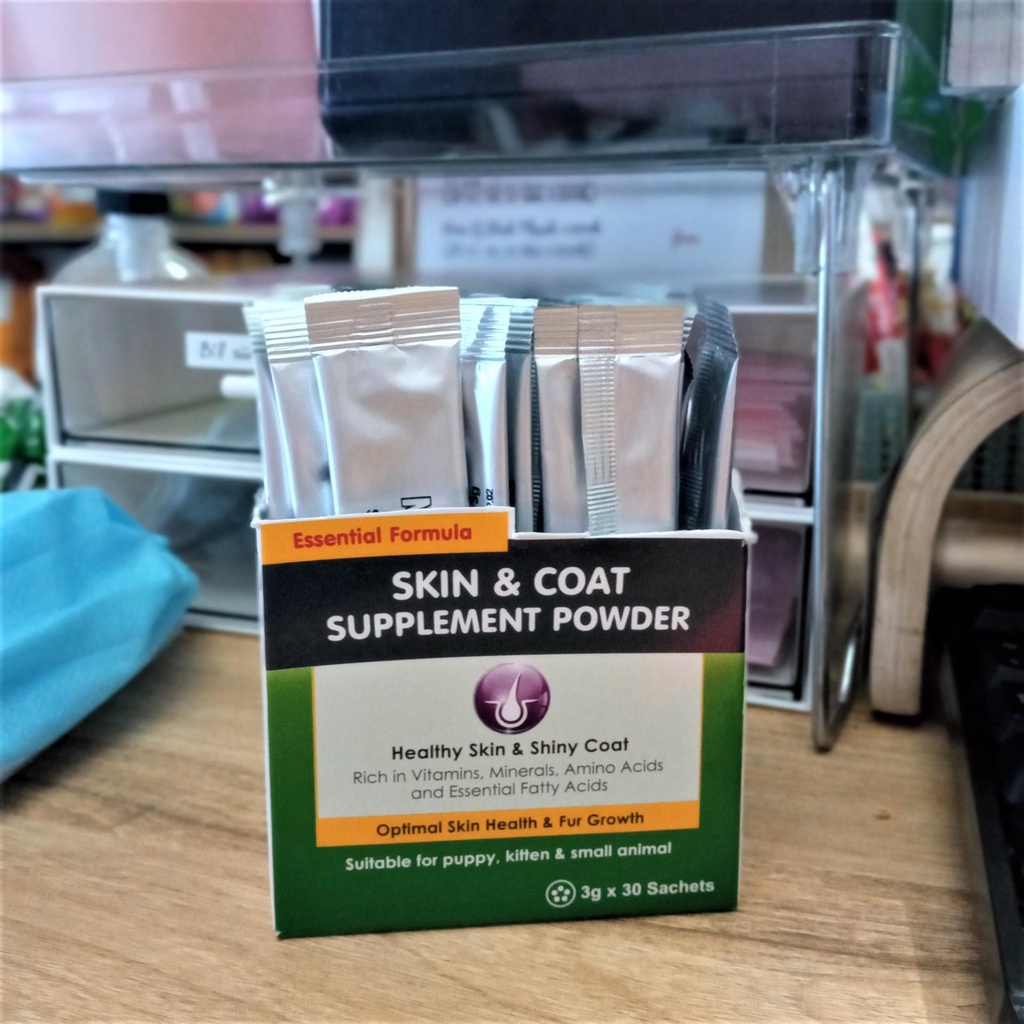 Essential Formula
SKIN & COAT
SUPPLEMENT POWDER
Healthy Skin & Shiny Coat
Rich in Vitamins, Minerals, Amino Acids
and Essential Fatty Acids
Optimal Skin Health & Fur Growth
Suitable for puppy, kitten & small animal
3g x 30 Sachets